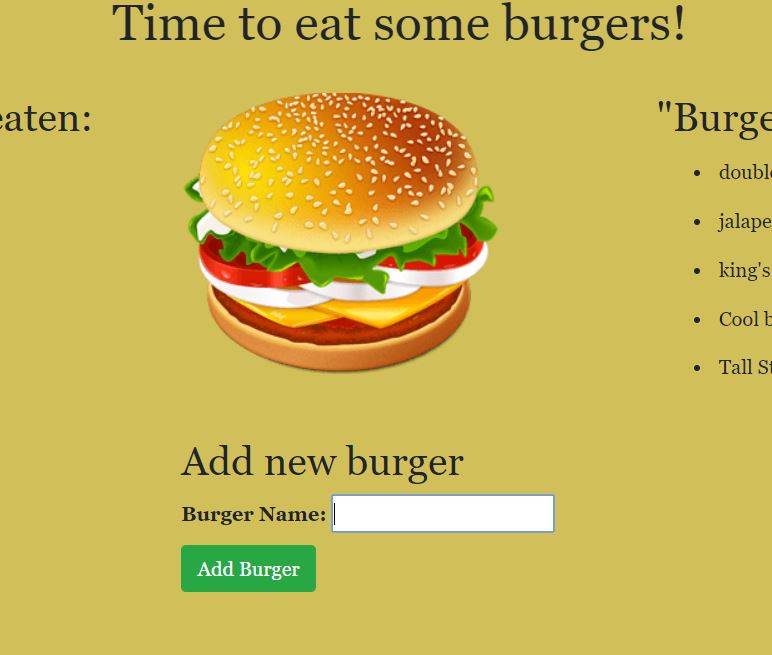 Time to eat some burgers!
eaten:
"Burge
doubl
jalape
king's
Cool b
Tall St
Add new burger
Burger Name:
Add Burger